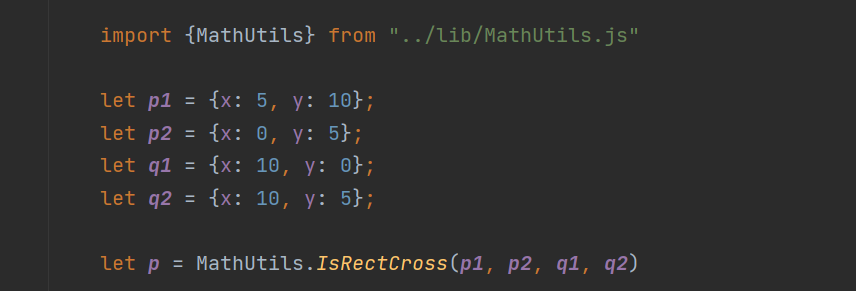 import {MathUtils} from "../lib/MathUtils.js"
let p1 = {x: 5, y: 10};
let p2 = {x: 0, y: 5};
let q1 = {x: 10, y: 0};
let q2 = {x: 10, y: 5};
let p = MathUtils.IsRectCross(p1, p2, q1, q2)